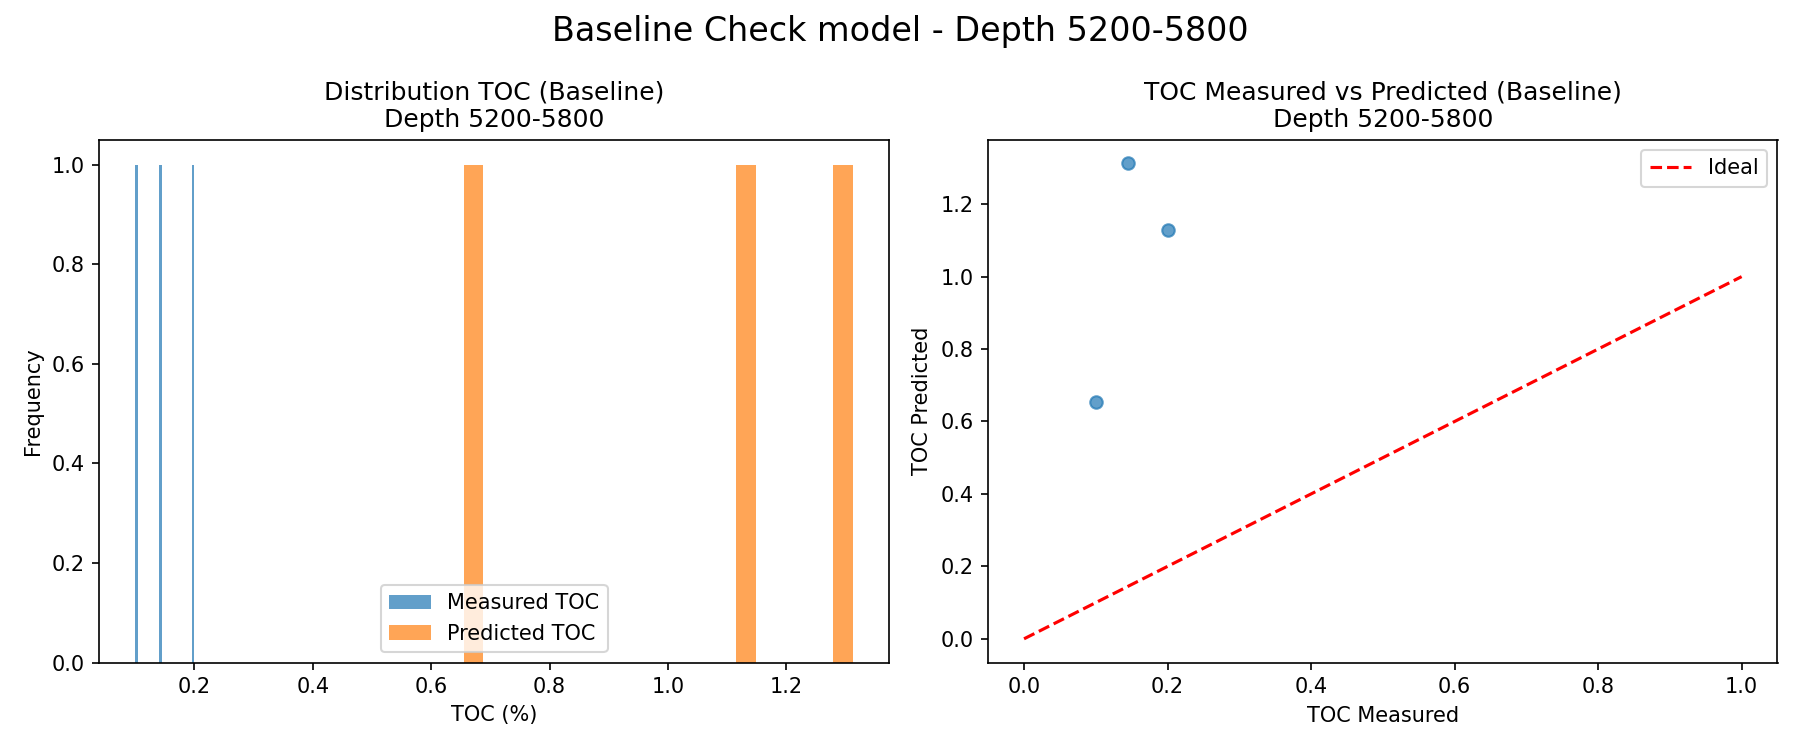 Baseline Check model - Depth 5200-5800
Distribution TOC (Baseline)
Depth 5200-5800
1.0
0.8
0.6
0.4
0.2
0.0
Frequency
Measured TOC
Predicted TOC
0.2 0.4 0.6 0.8 1.0 1.2
TOC (%)
TOC Measured vs Predicted (Baseline)
Depth 5200-5800
Ideal
1.2
1.0
0.8
0.6
0.4
0.2
0.0
TOC Predicted
0.0 0.2 0.4 0.6 0.8 1.0
TOC Measured